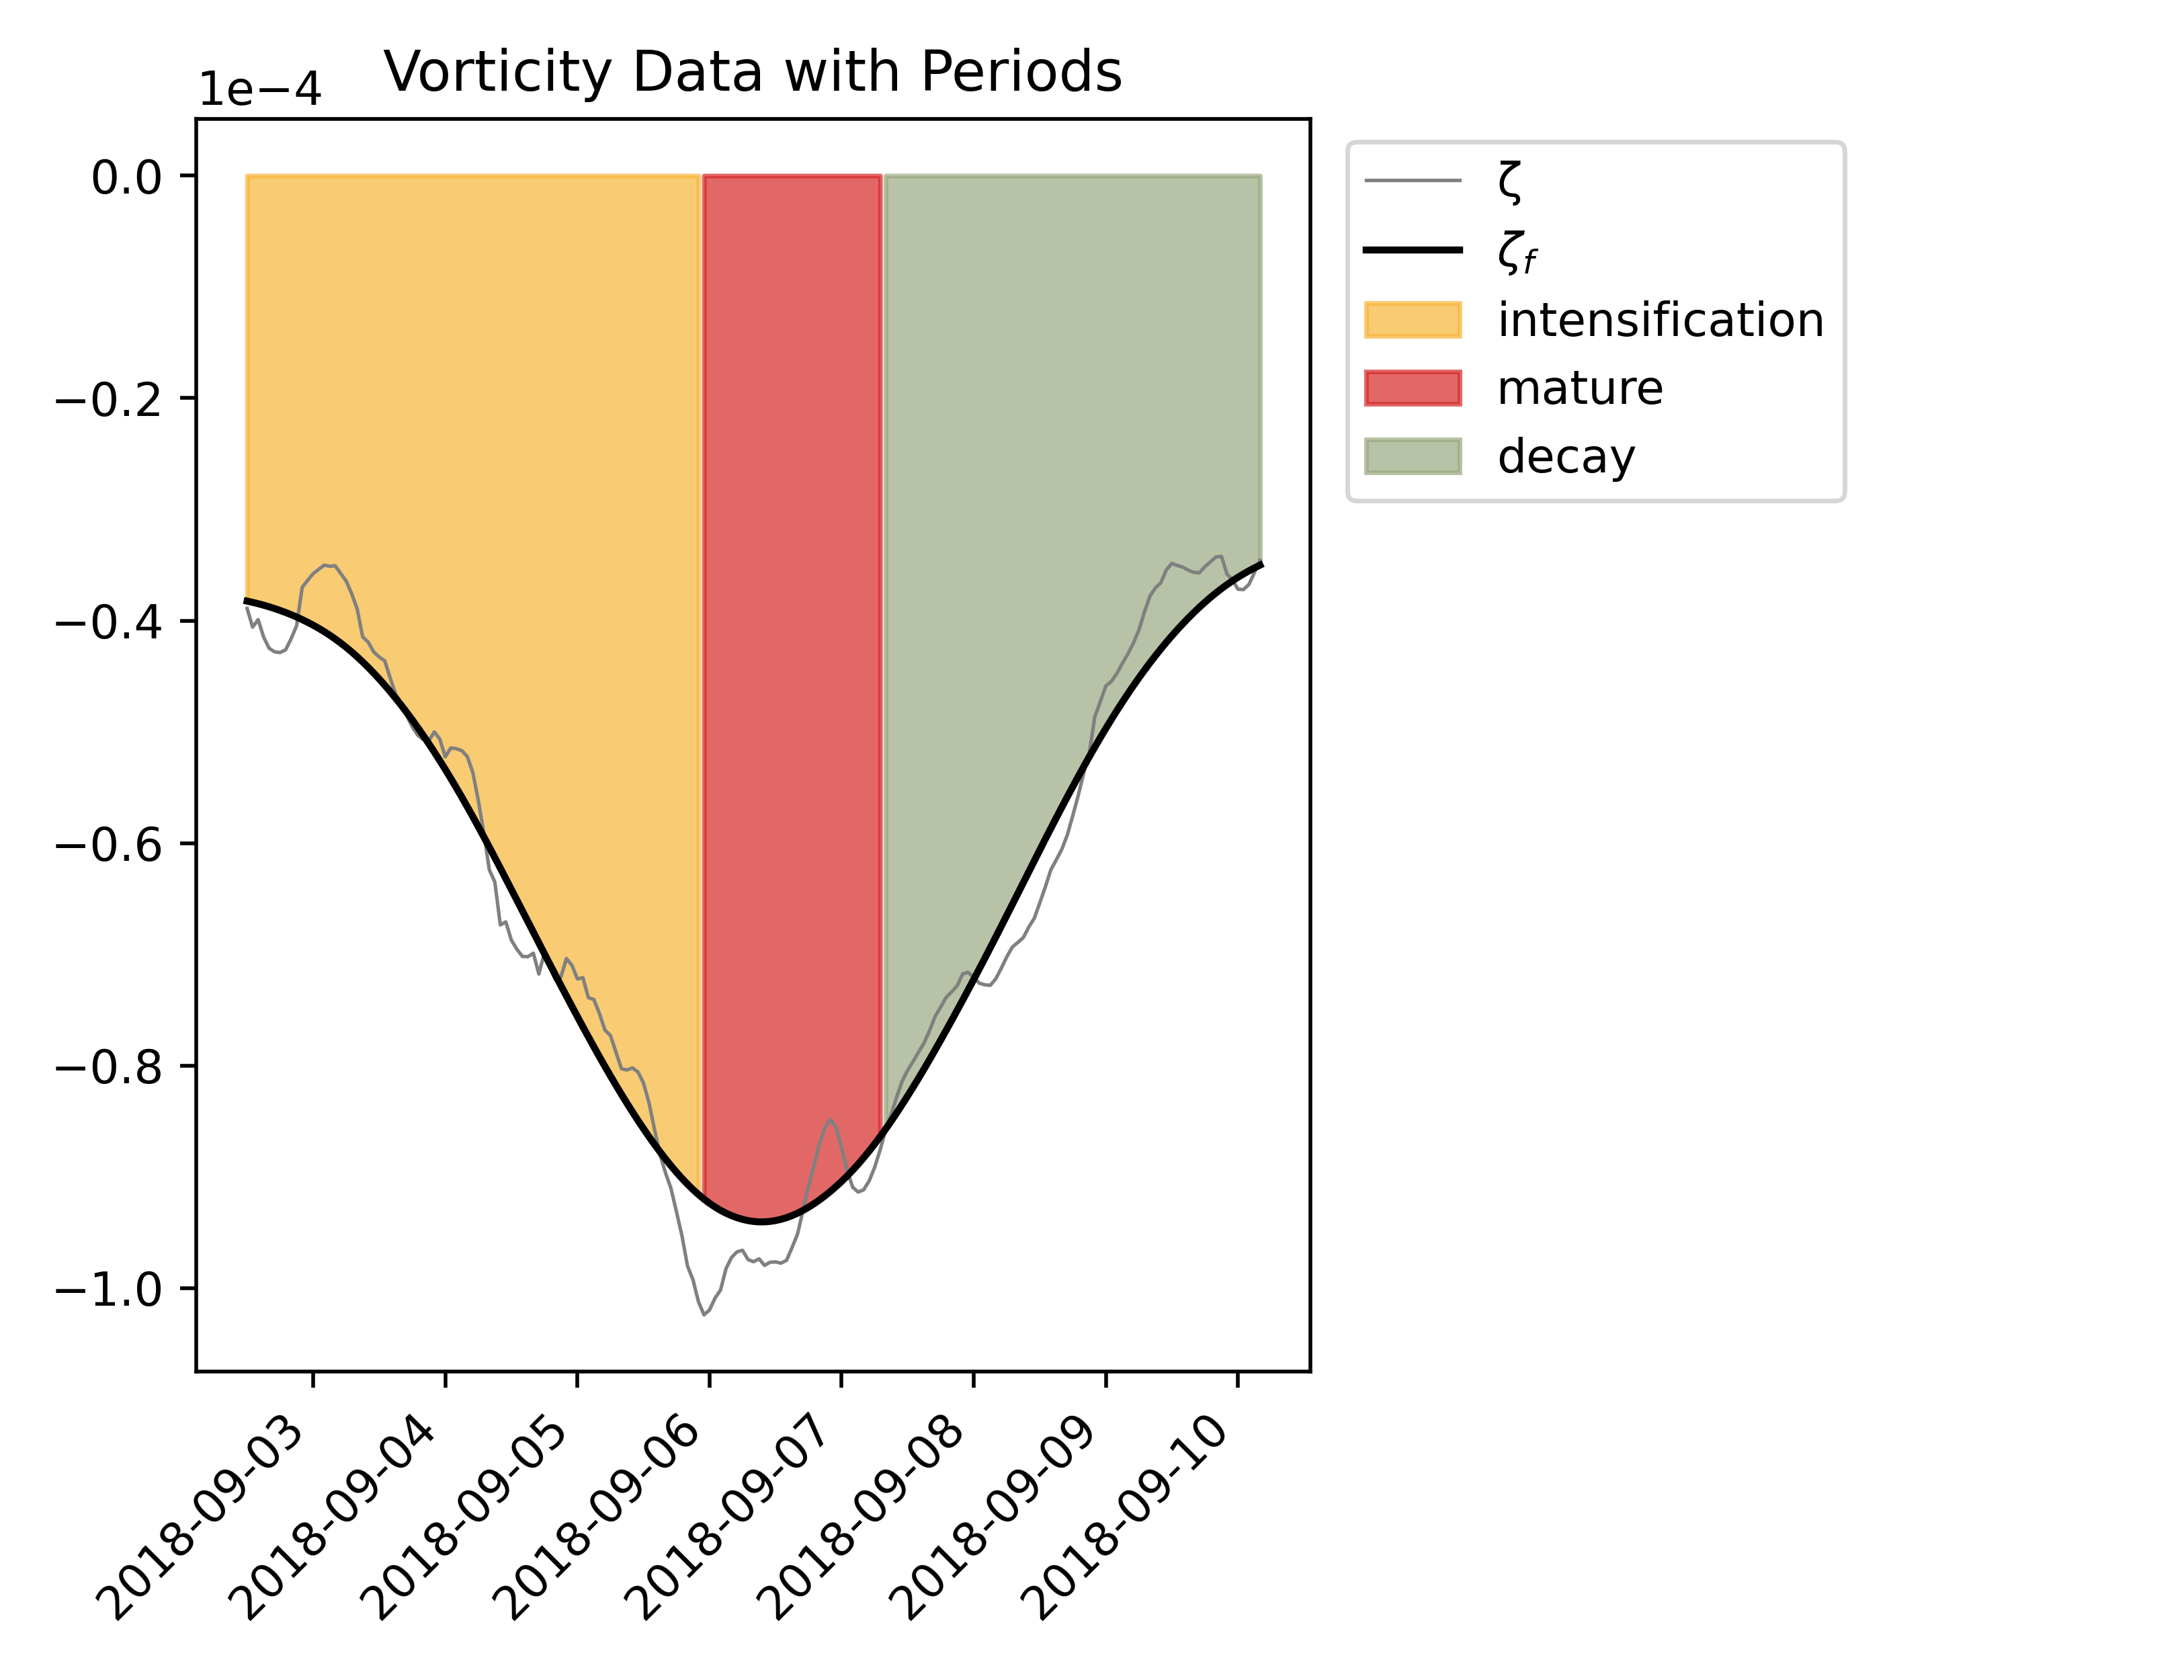 Vorticity Data with Periods
1e−4
0.0
−0.2
−0.4
−0.6
−0.8
−1.0
2018-09-03
2018-09-04
2018-09-05
2018-09-06
2018-09-07
2018-09-08
2018-09-09
2018-09-10
ζ
ζf
intensification
mature
decay